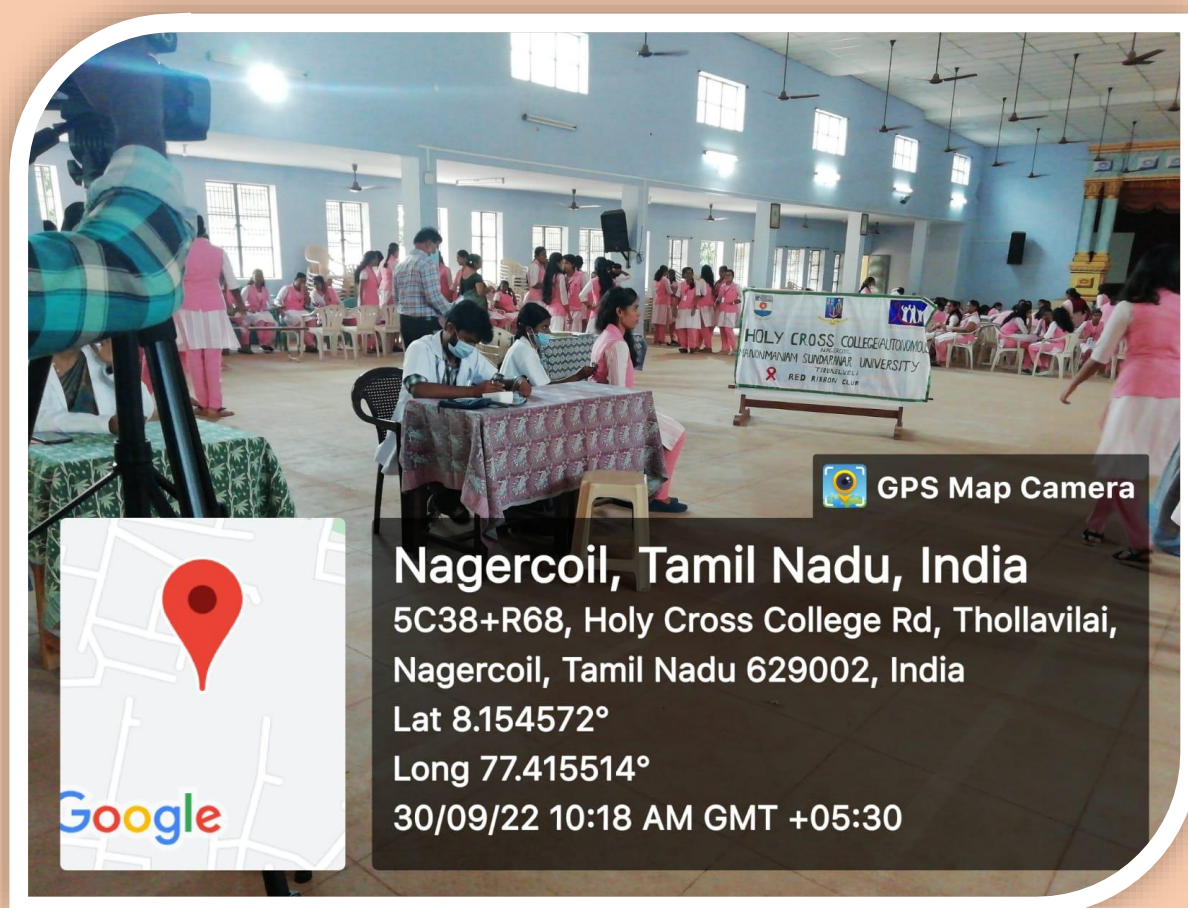 HOLY CROSS COLLEGE(AUTONOMOUS
NAGERCOIL
MANONMANIAM SUNDARANAR UNIVERSITY
TIRUNELVELI
RED RIBBON CLUB
GPS Map Camera
Nagercoil, Tamil Nadu, India
5C38+R68, Holy Cross College Rd, Thollavilai,
Nagercoil, Tamil Nadu 629002, India
Lat 8.154572°
Long 77.415514°
30/09/22 10:18 AM GMT +05:30
Google